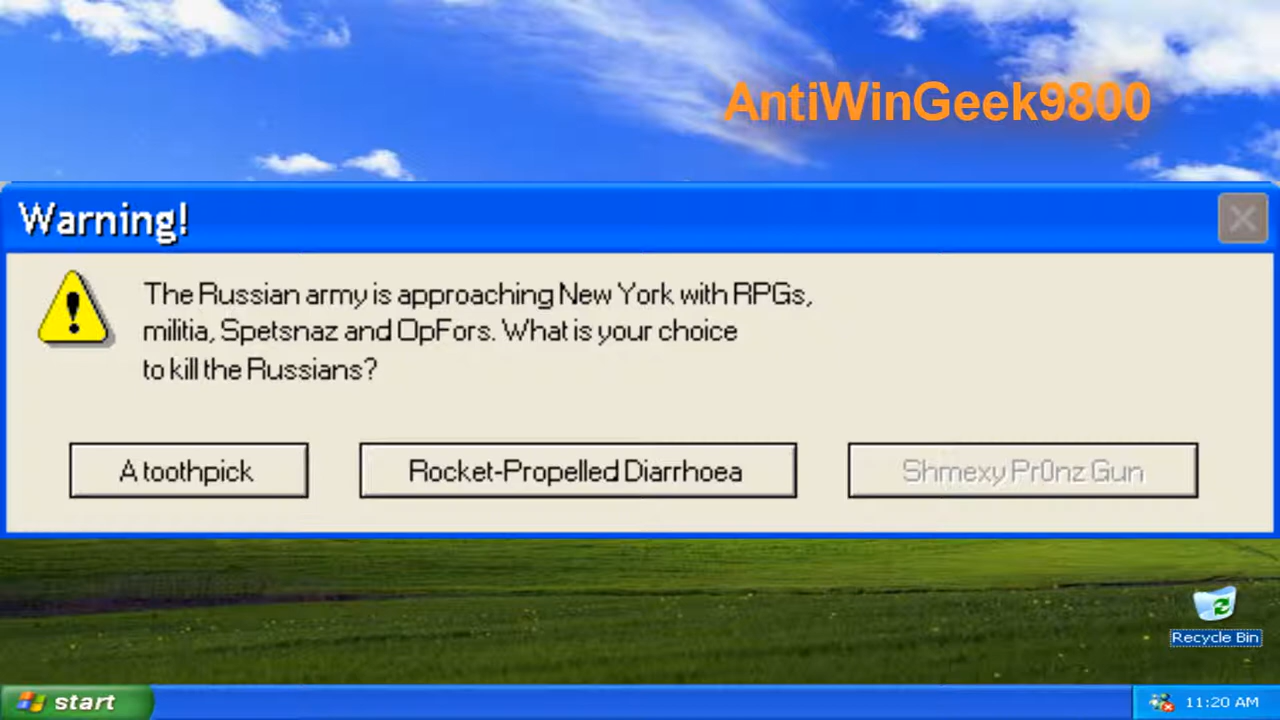 AntiWinGeek9800
Warning!
The Russian army is approaching New York with RPGs,
militia, Spetsnaz and OpFors. What is your choice
to kill the Russians?
A toothpick
Rocket-Propelled Diarrhoea
Shmexy Pr0nz Gun
Recycle Bin
start
11:20 AM